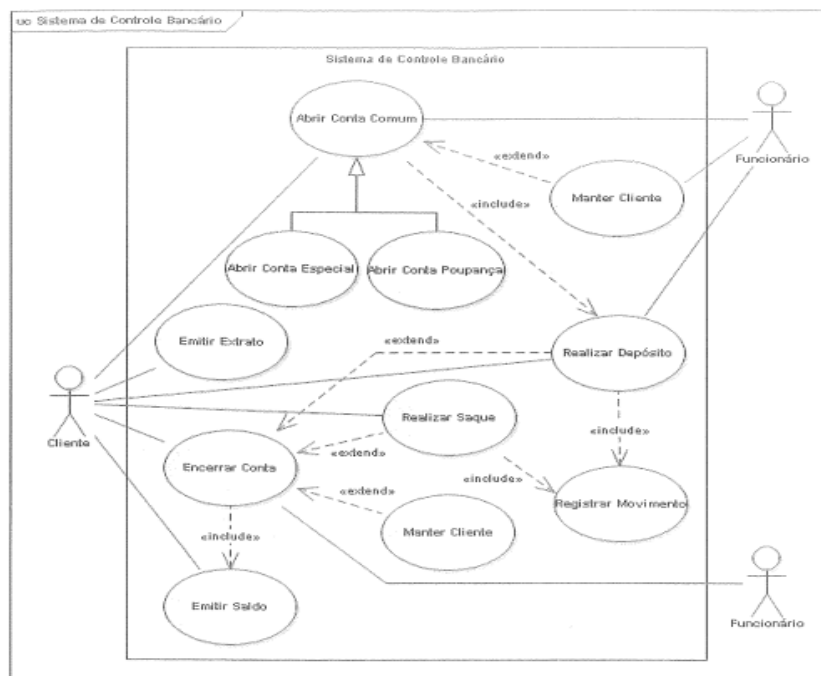 uc Sistema de Controle Bancário
Sistema de Controle Bancário
Abrir Conta Comum
Funcionário
«extend»
Manter Cliente
«include»
Abrir Conta Especial
Abrir Conta Poupança
Emitir Extrato
«extend»
Realizar Depósito
Cliente
Realizar Saque
«include»
«extend»
Encerrar Conta
«include»
«extend»
Registrar Movimento
«include»
Manter Cliente
Emitir Saldo
Funcionário